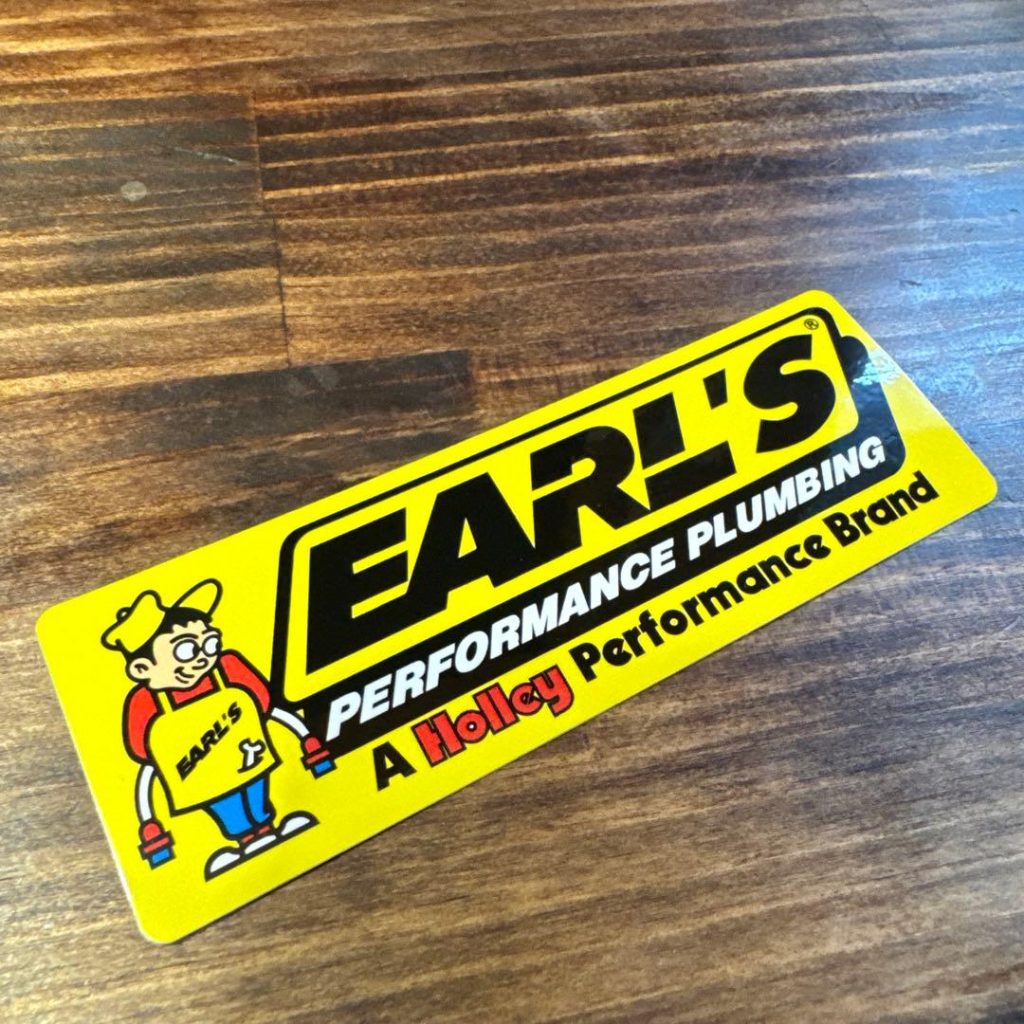 EARL'S®
PERFORMANCE PLUMBING
A Holley Performance Brand
EARL'S